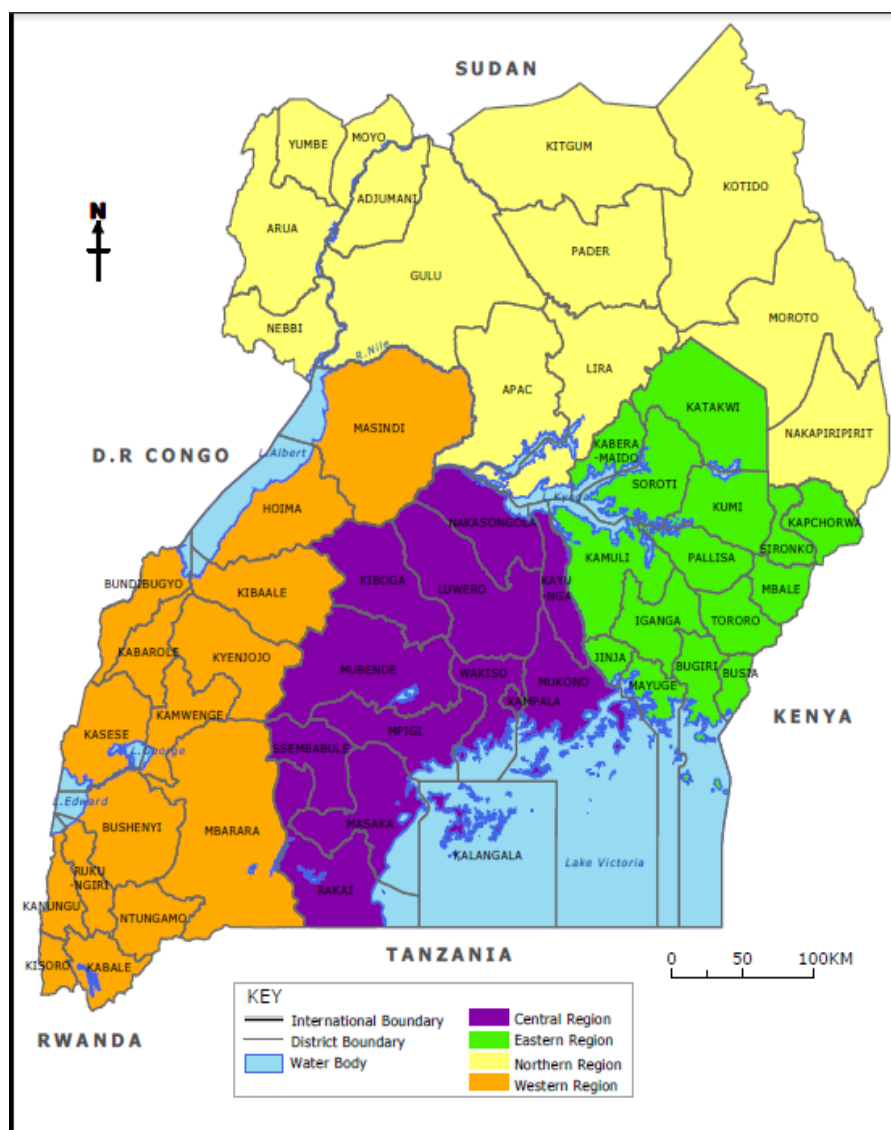 SUDAN
YUMBE
MOYO
KITGUM
KOTIDO
ADJUMANI
N
ARUA
PADER
GULU
MOROTO
NEBBI
R.Nile
LIRA
APAC
KATAKWI
MASINDI
NAKAPIRIPIRIT
KABERA
-MAIDO
D.R CONGO
L.Albert
SOROTI
L.Kyoga
KUMI
HOIMA
NAKASONGOLA
KAPCHORWA
SIRONKO
KAMULI
PALLISA
BUNDIBUGYO
KIBOGA
KAYU
-NGA
LUWERO
MBALE
KIBAALE
IGANGA
TORORO
KABAROLE
KYENJOJO
JINJA
BUGIRI
BUSIA
MUBENDE
WAKISO
MUKONO
MAYUGE
KAMPALA
KAMWENGE
KENYA
MPIGI
KASESE
SSEMBABULE
L.George
L.Edward
MBARARA
MASAKA
BUSHENYI
KALANGALA
Lake Victoria
RUKU
-NGIRI
RAKAI
KANUNGU
NTUNGAMO
TANZANIA
KISORO
KABALE
0 50 100KM
KEY
International Boundary
District Boundary
Water Body
Central Region
Eastern Region
Northern Region
Western Region
RWANDA